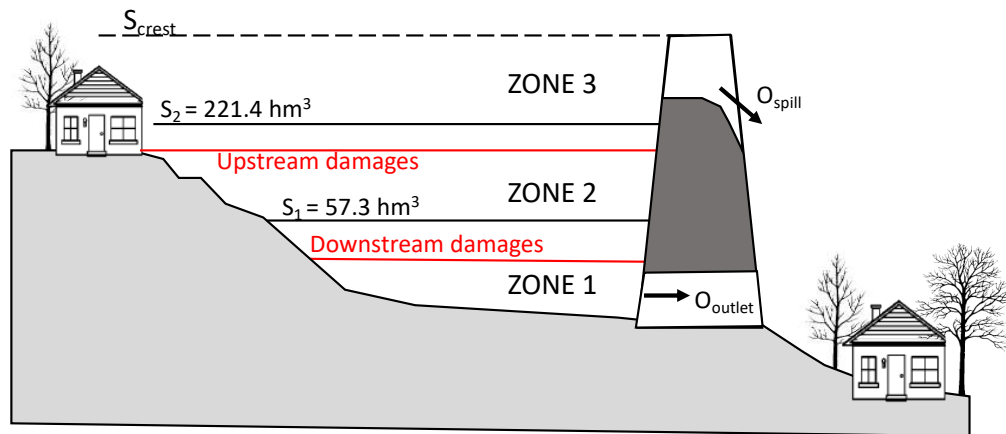 S_crest
ZONE 3
O_spill
S_2 = 221.4 hm^3
Upstream damages
ZONE 2
S_1 = 57.3 hm^3
Downstream damages
ZONE 1
O_outlet